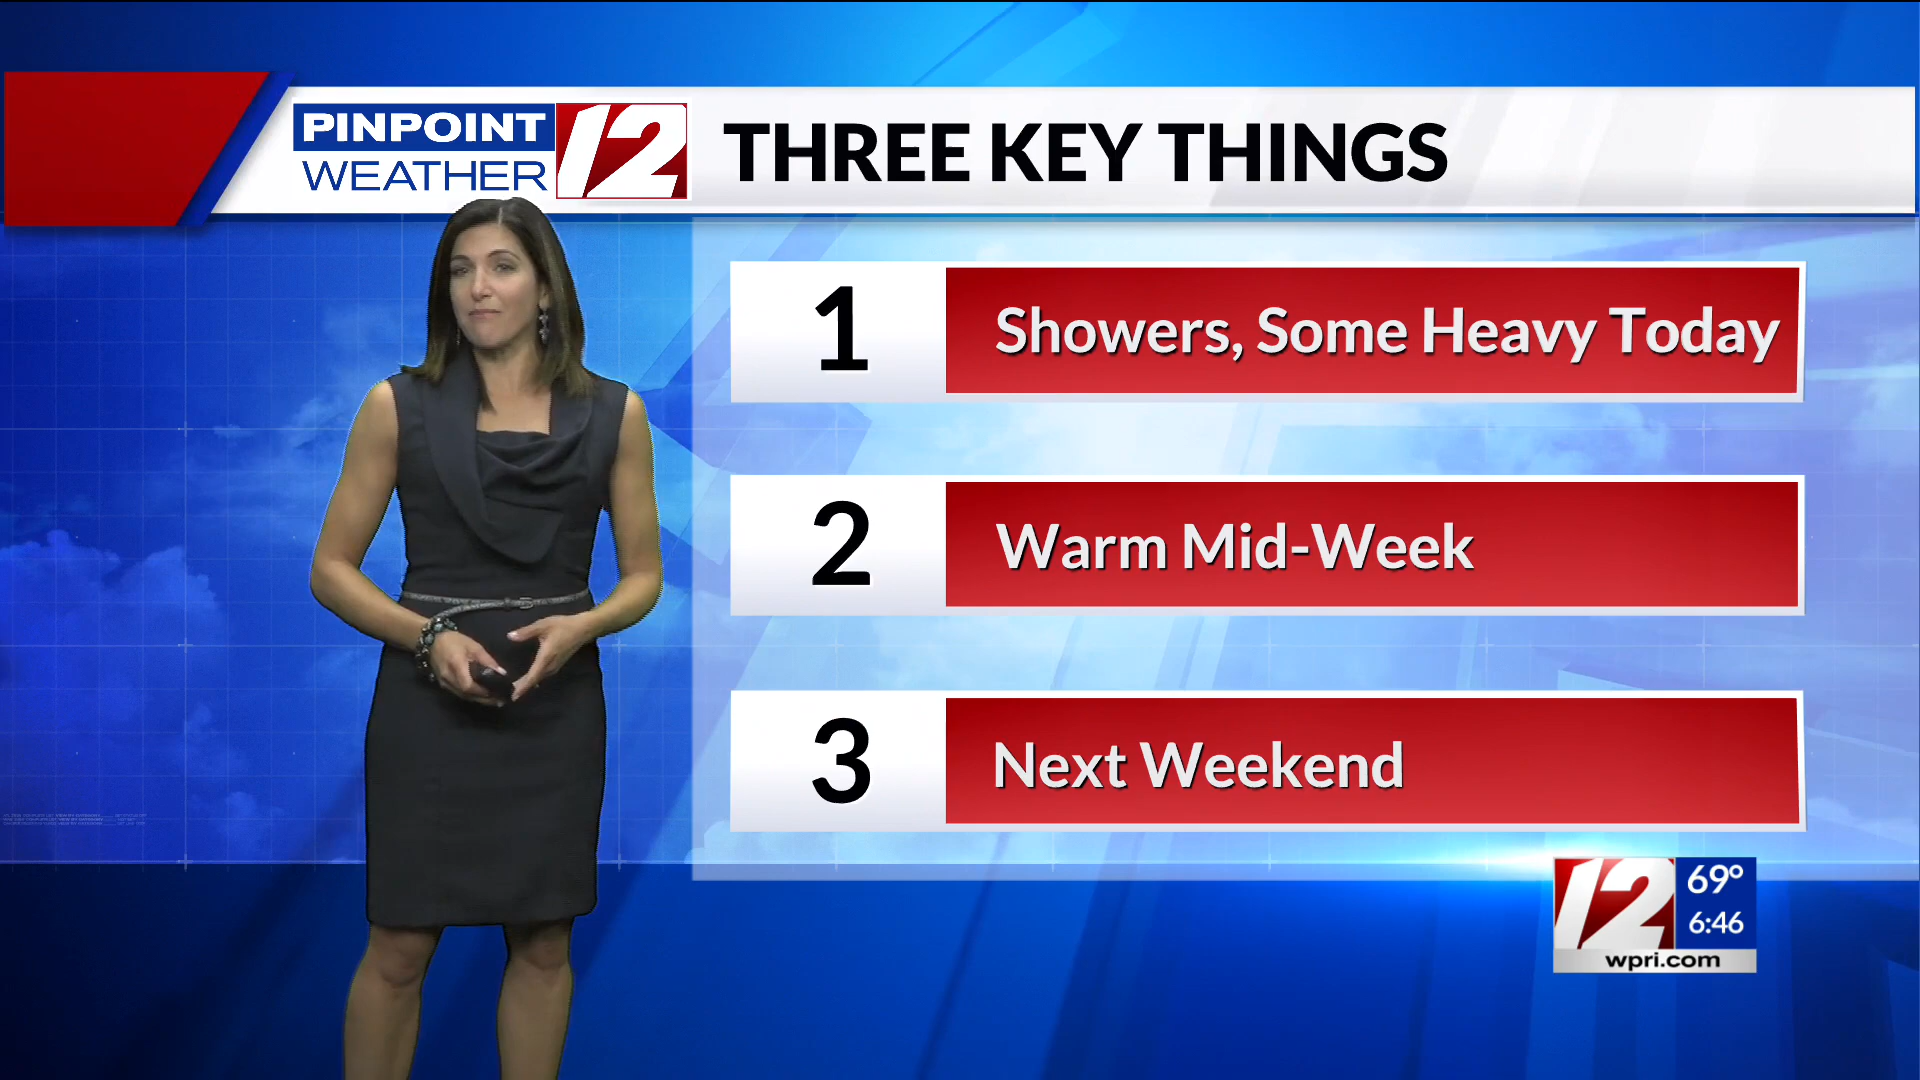 PINPOINT
WEATHER
12
THREE KEY THINGS
1
Showers, Some Heavy Today
2
Warm Mid-Week
3
Next Weekend
12
69°
6:46
wpri.com